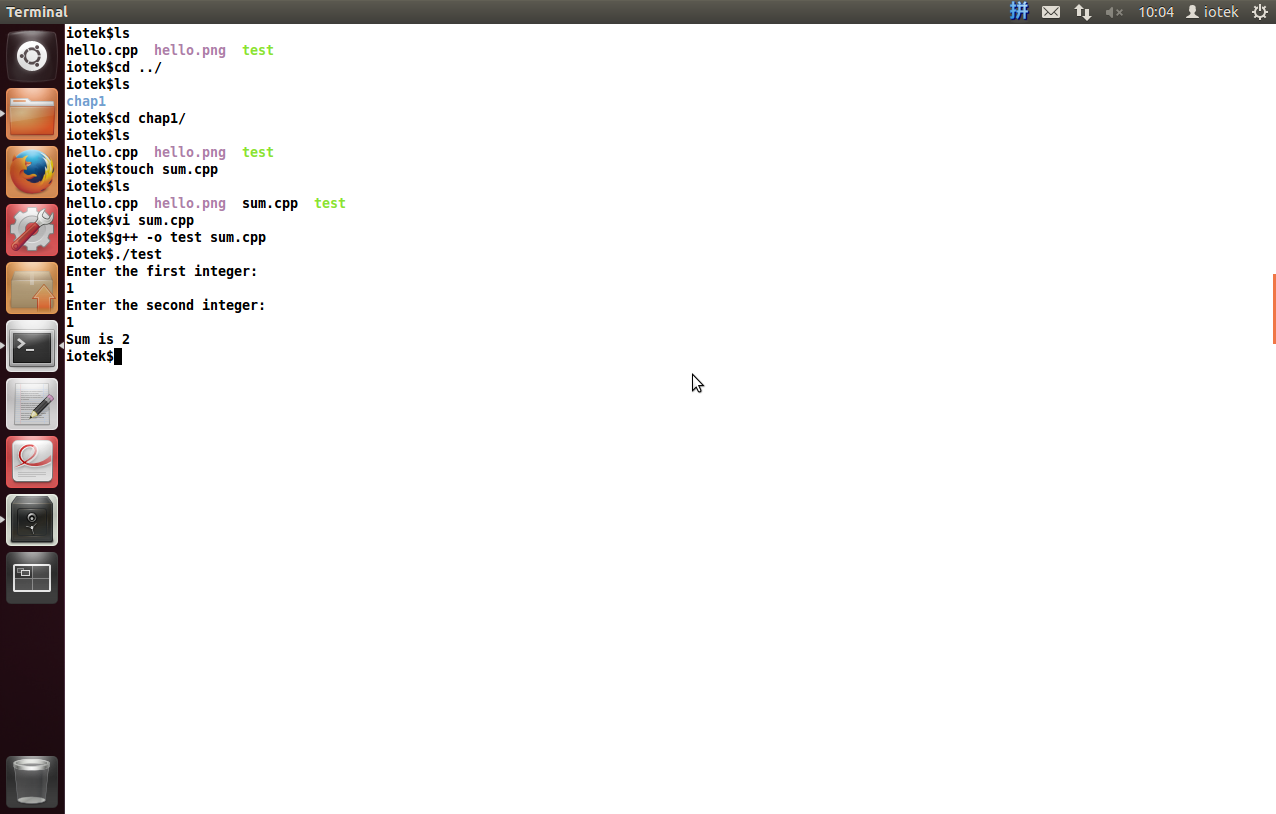 Terminal 拼 10:04 iotek
iotek$ls
hello.cpp  hello.png  test
iotek$cd ../
iotek$ls
chap1
iotek$cd chap1/
iotek$ls
hello.cpp  hello.png  test
iotek$touch sum.cpp
iotek$ls
hello.cpp  hello.png  sum.cpp  test
iotek$vi sum.cpp
iotek$g++ -o test sum.cpp
iotek$./test
Enter the first integer:
1
Enter the second integer:
1
Sum is 2
iotek$